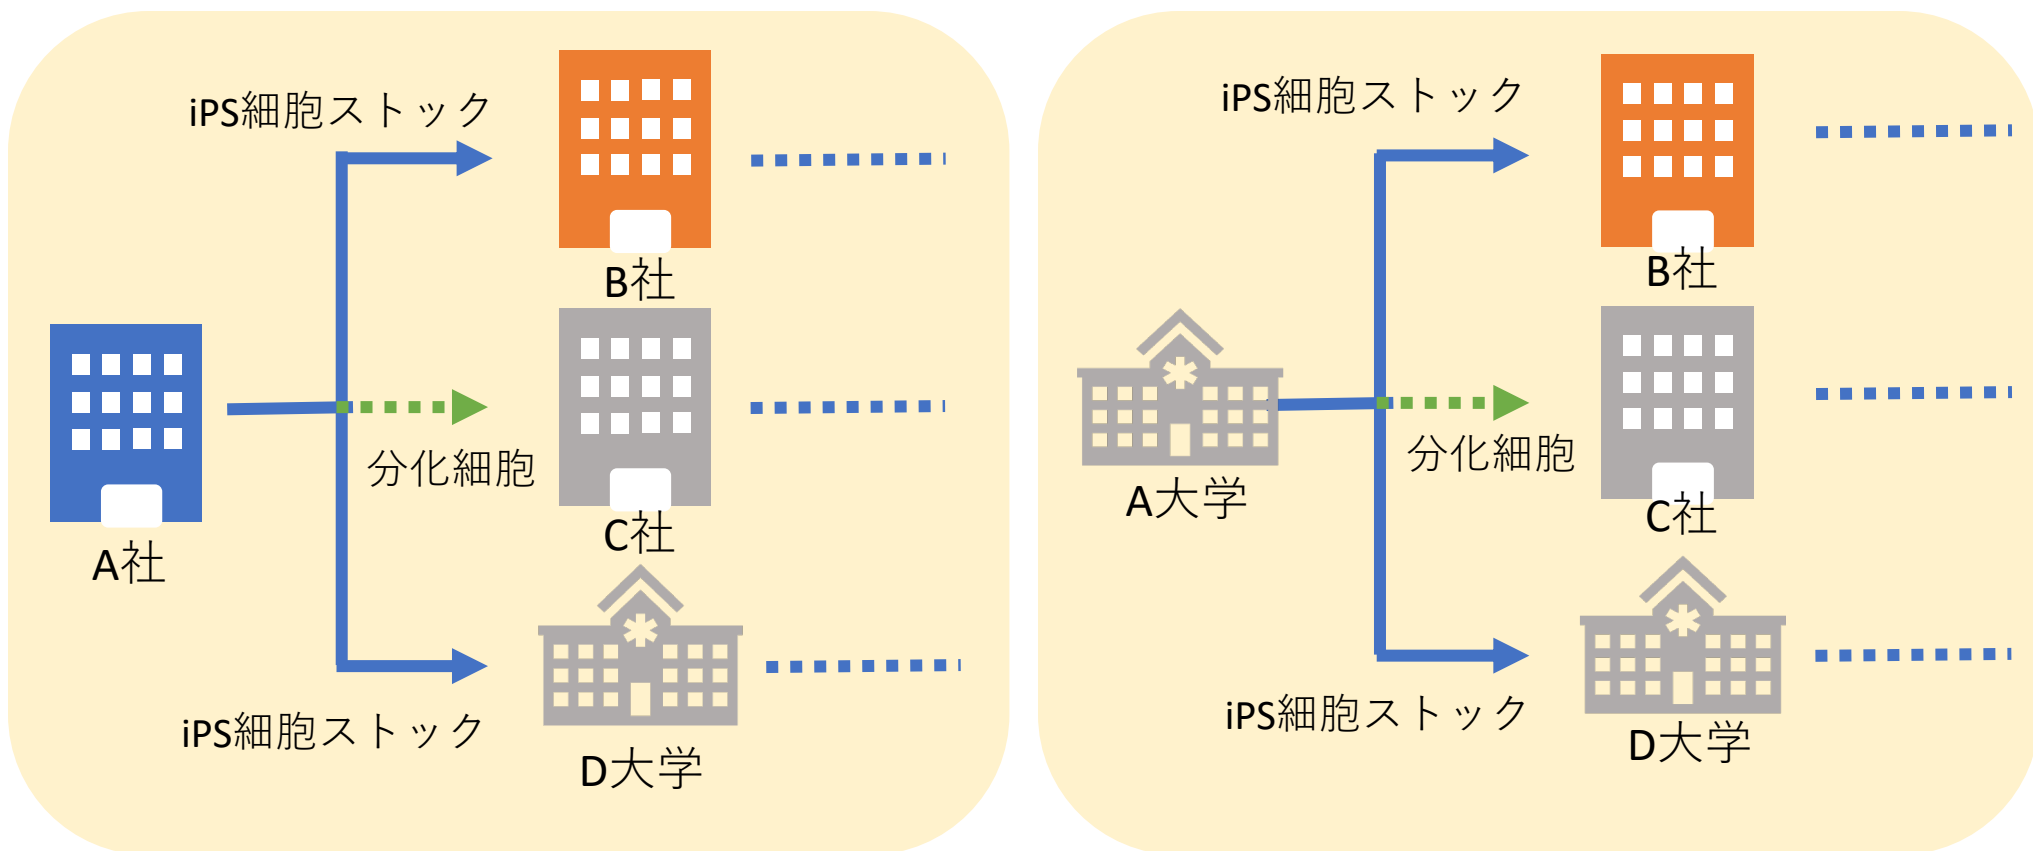 iPS細胞ストック
B社
分化細胞
C社
A社
iPS細胞ストック
D大学
iPS細胞ストック
B社
分化細胞
A大学
C社
iPS細胞ストック
D大学